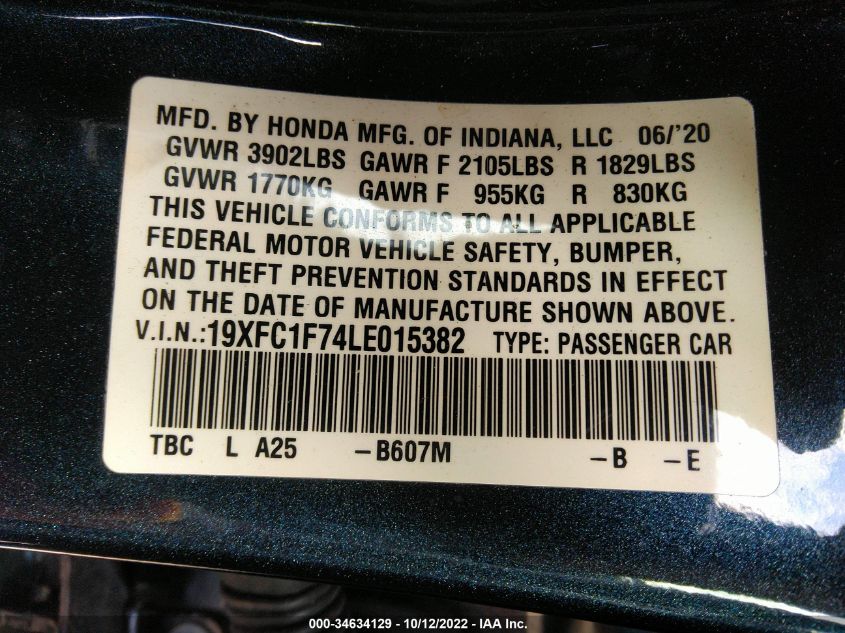 MFD. BY HONDA MFG. OF INDIANA, LLC 06/'20
GVWR 3902LBS GAWR F 2105LBS R 1829LBS
GVWR 1770KG GAWR F 955KG R 830KG
THIS VEHICLE CONFORMS TO ALL APPLICABLE
FEDERAL MOTOR VEHICLE SAFETY, BUMPER,
AND THEFT PREVENTION STANDARDS IN EFFECT
ON THE DATE OF MANUFACTURE SHOWN ABOVE.
V.I.N.:19XFC1F74LE015382 TYPE: PASSENGER CAR
TBC L A25 -B607M -B -E
000-34634129 - 10/12/2022 - IAA Inc.